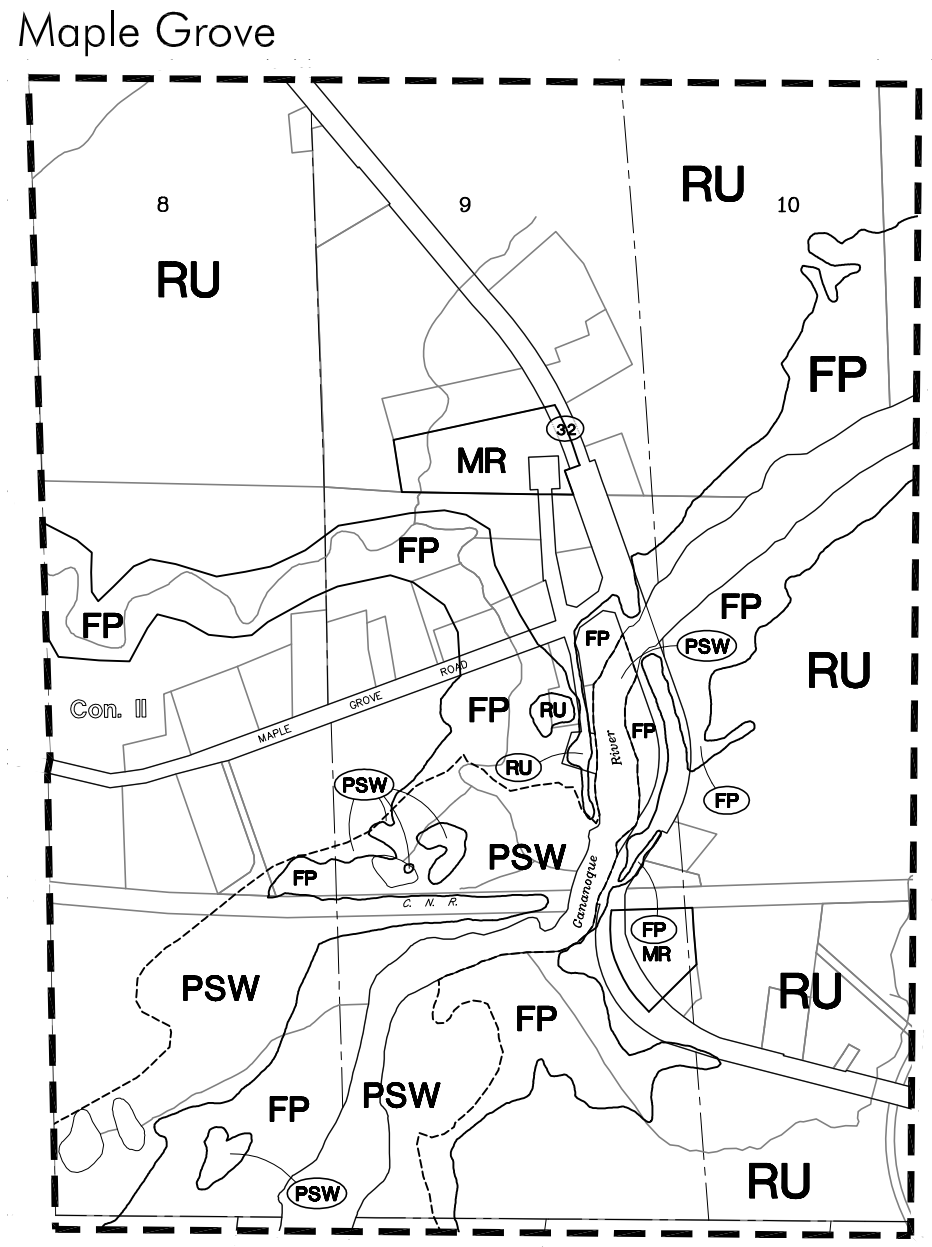 Maple Grove
RU
8
9
10
RU
FP
32
MR
FP
FP
FP
FP
PSW
RU
MAPLE GROVE ROAD
Con. II
FP
RU
FP
River
RU
PSW
FP
PSW
FP
Cananoque
C. N. R.
FP
MR
PSW
RU
FP
PSW
FP
RU
PSW